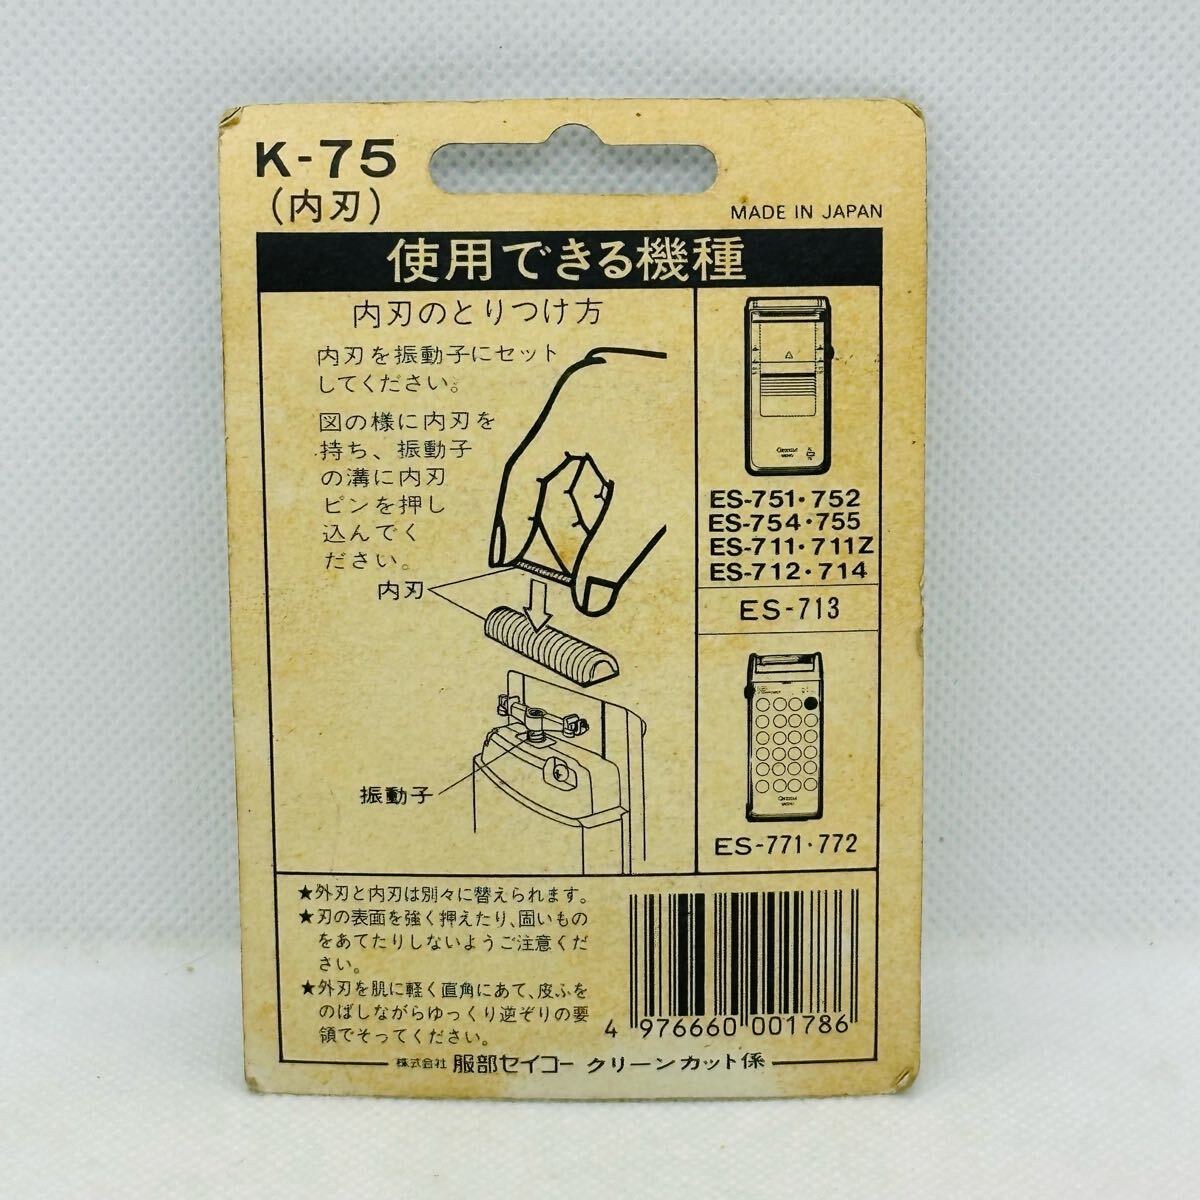 K-75
(内刃)
MADE IN JAPAN
使用できる機種
内刃のとりつけ方
内刃を振動子にセット
してください。
図の様に内刃を
持ち、振動子
の溝に内刃
ピンを押し
込んでく
ださい。
内刃
振動子
ES-751・752
ES-754・755
ES-711・711Z
ES-712・714
ES-713
ES-771・772
★外刃と内刃は別々に替えられます。
★刃の表面を強く押えたり、固いもの
をあてたりしないようご注意くだ
さい。
★外刃を肌に軽く直角にあて、皮ふを
のばしながらゆっくり逆ぞりの要
領でそってください。
4 976660 001786
株式会社 服部セイコー クリーンカット係